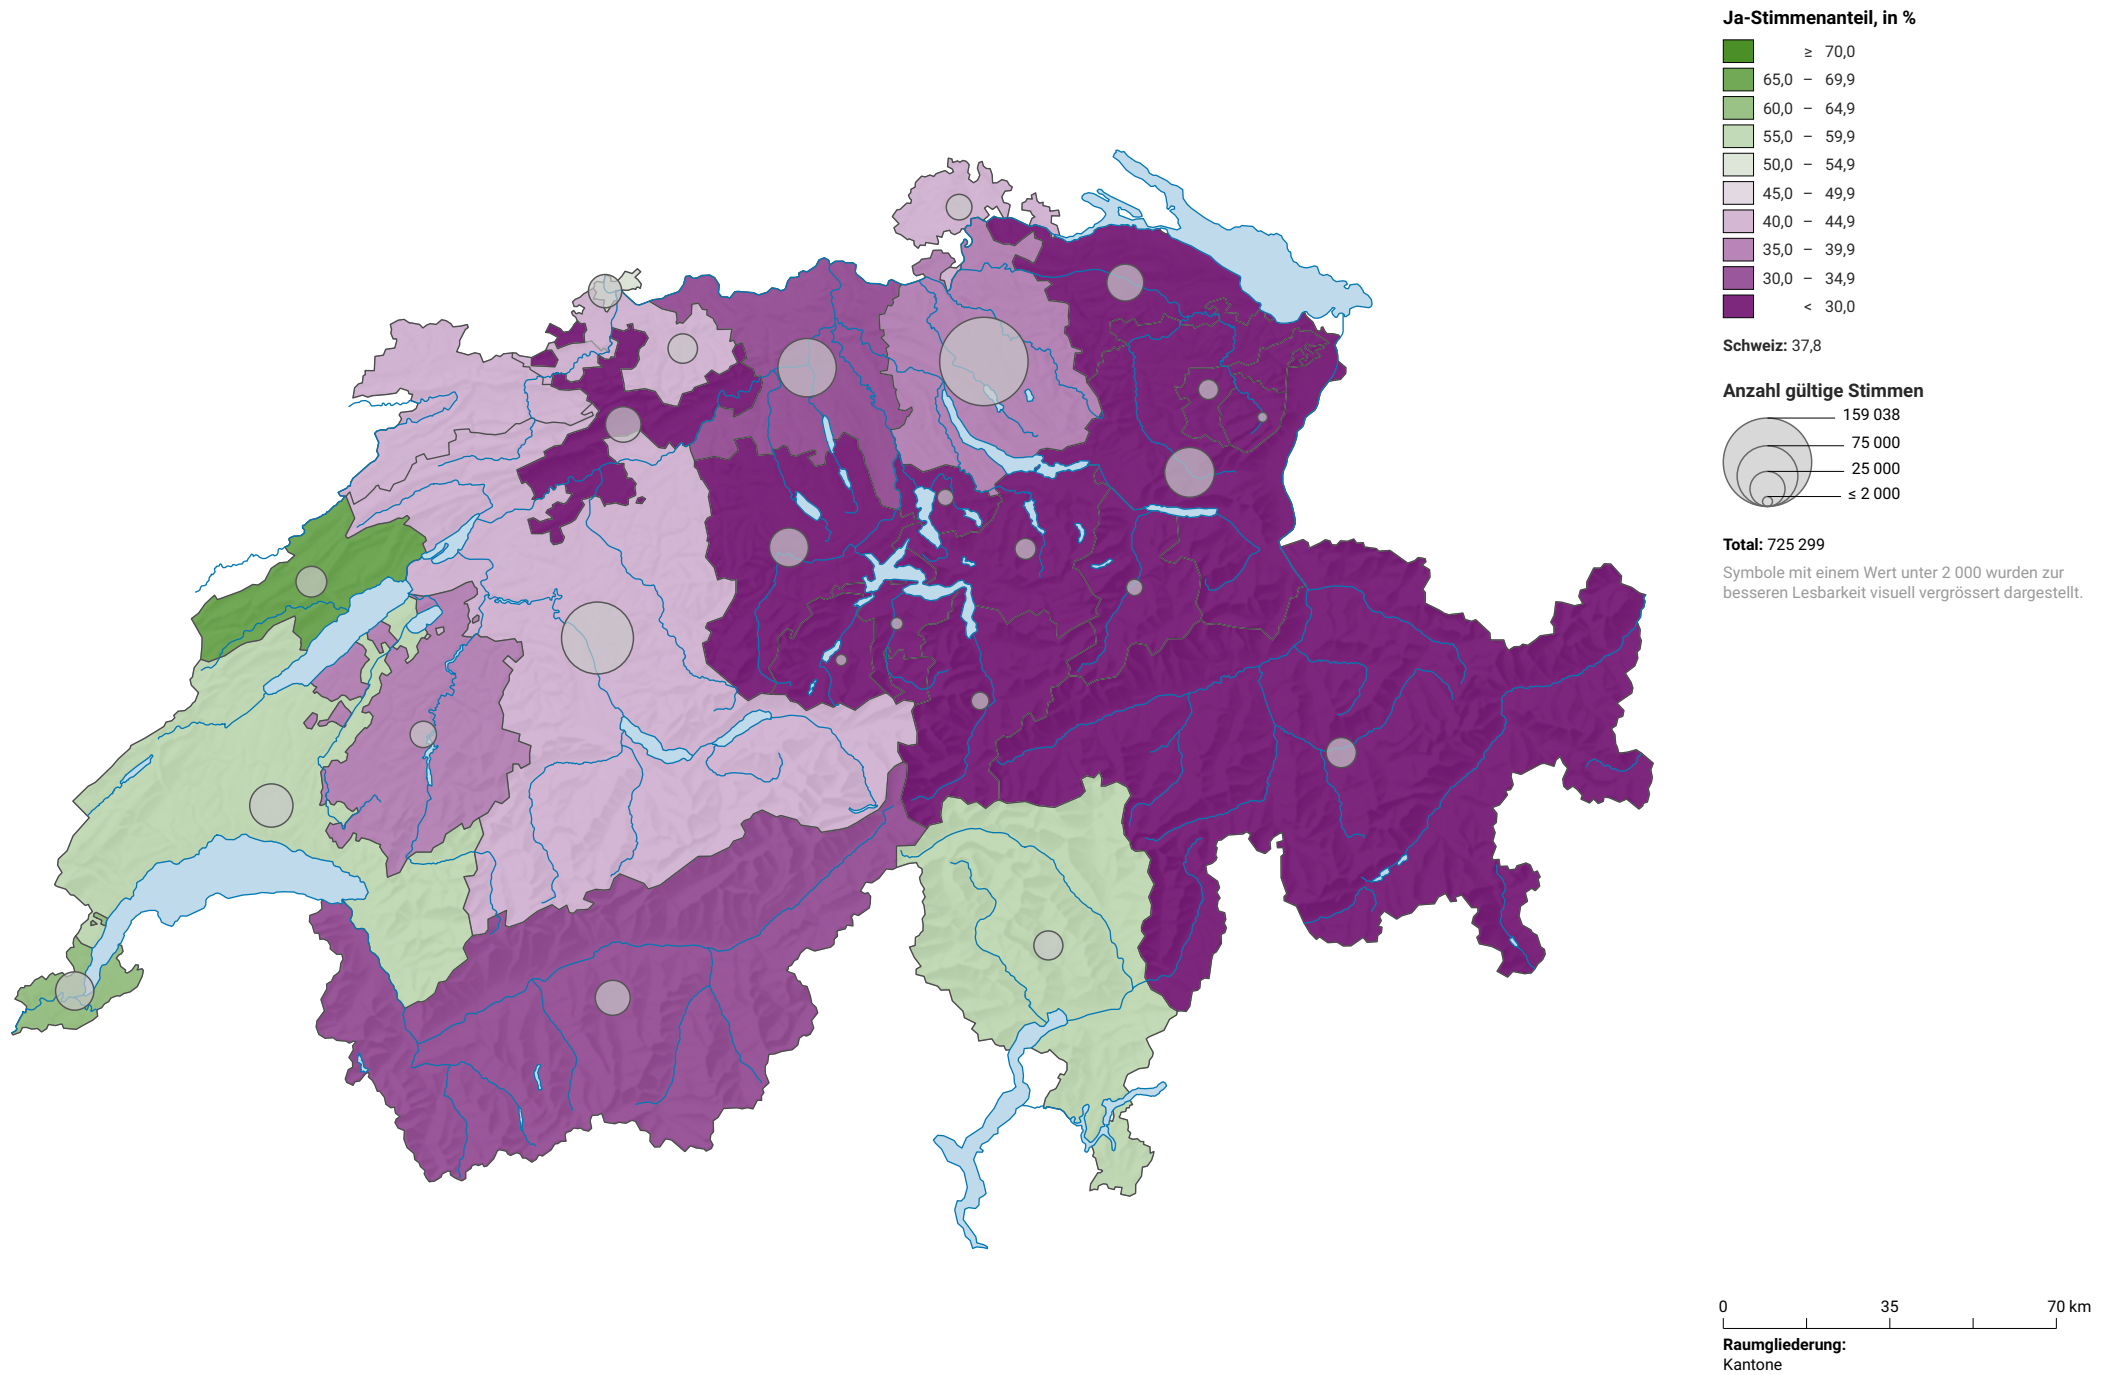 Ja-Stimmenanteil, in %
≥ 70,0
65,0 – 69,9
60,0 – 64,9
55,0 – 59,9
50,0 – 54,9
45,0 – 49,9
40,0 – 44,9
35,0 – 39,9
30,0 – 34,9
< 30,0
Schweiz: 37,8
Anzahl gültige Stimmen
159 038
75 000
25 000
≤ 2 000
Total: 725 299
Symbole mit einem Wert unter 2 000 wurden zur
besseren Lesbarkeit visuell vergrössert dargestellt.
0 35 70 km
Raumgliederung:
Kantone